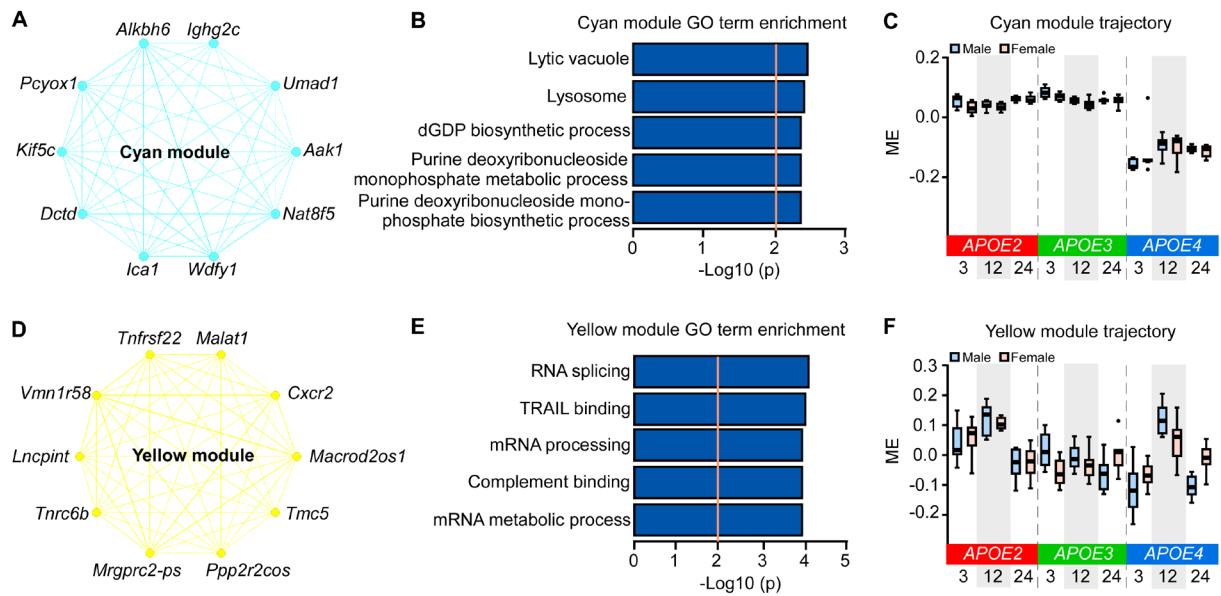 A
Alkbh6 Ighg2c
Pcyox1
Umad1
Kif5c
Cyan module
Aak1
Dctd
Nat8f5
Ica1 Wdfy1
B
Cyan module GO term enrichment
Lytic vacuole
Lysosome
dGDP biosynthetic process
Purine deoxyribonucleoside
monophosphate metabolic process
Purine deoxyribonucleoside mono-
phosphate biosynthetic process
0 1 2 3
-Log10 (p)
C
Cyan module trajectory
Male Female
ME
0.2
0.0
-0.2
APOE2 APOE3 APOE4
3 12 24 3 12 24 3 12 24
D
Tnfrsf22 Malat1
Vmn1r58
Cxcr2
Lncpint
Yellow module
Macrod2os1
Tnrc6b
Tmc5
Mrgprc2-ps Ppp2r2cos
E
Yellow module GO term enrichment
RNA splicing
TRAIL binding
mRNA processing
Complement binding
mRNA metabolic process
0 1 2 3 4 5
-Log10 (p)
F
Yellow module trajectory
Male Female
ME
0.3
0.2
0.1
0.0
-0.1
-0.2
APOE2 APOE3 APOE4
3 12 24 3 12 24 3 12 24